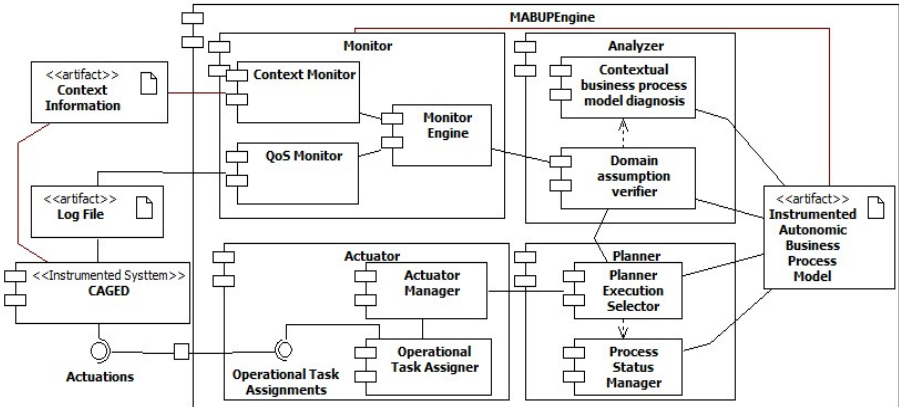 MABUPEngine
Monitor
Analyzer
<<artifact>>
Context
Information
Context Monitor
Monitor
Engine
QoS Monitor
Contextual
business process
model diagnosis
Domain
assumption
verifier
<<artifact>>
Log File
<<artifact>>
Instrumented
Autonomic
Business
Process
Model
<<Instrumented Systtem>>
CAGED
Actuator
Actuator
Manager
Planner
Planner
Execution
Selector
Operational
Task Assigner
Process
Status
Manager
Actuations
Operational Task
Assignments